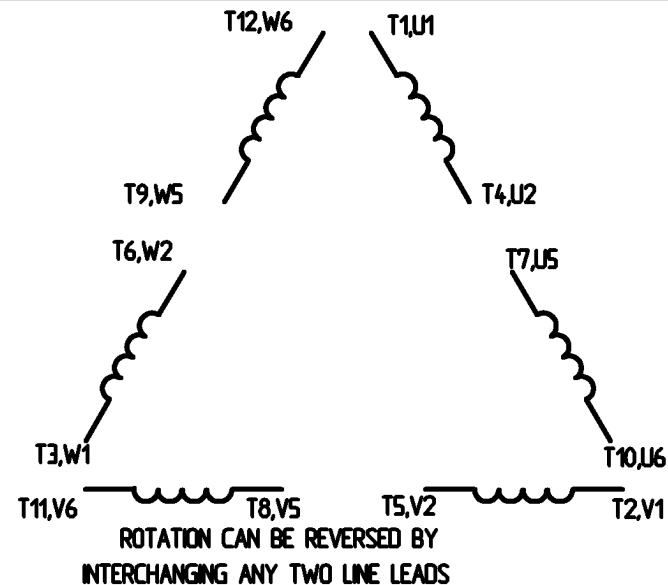 T12,W6 T1,U1
T9,W5 T4,U2
T6,W2 T7,U5
T3,W1 T10,U6
T11,V6 T8,V5 T5,V2 T2,V1
ROTATION CAN BE REVERSED BY
INTERCHANGING ANY TWO LINE LEADS